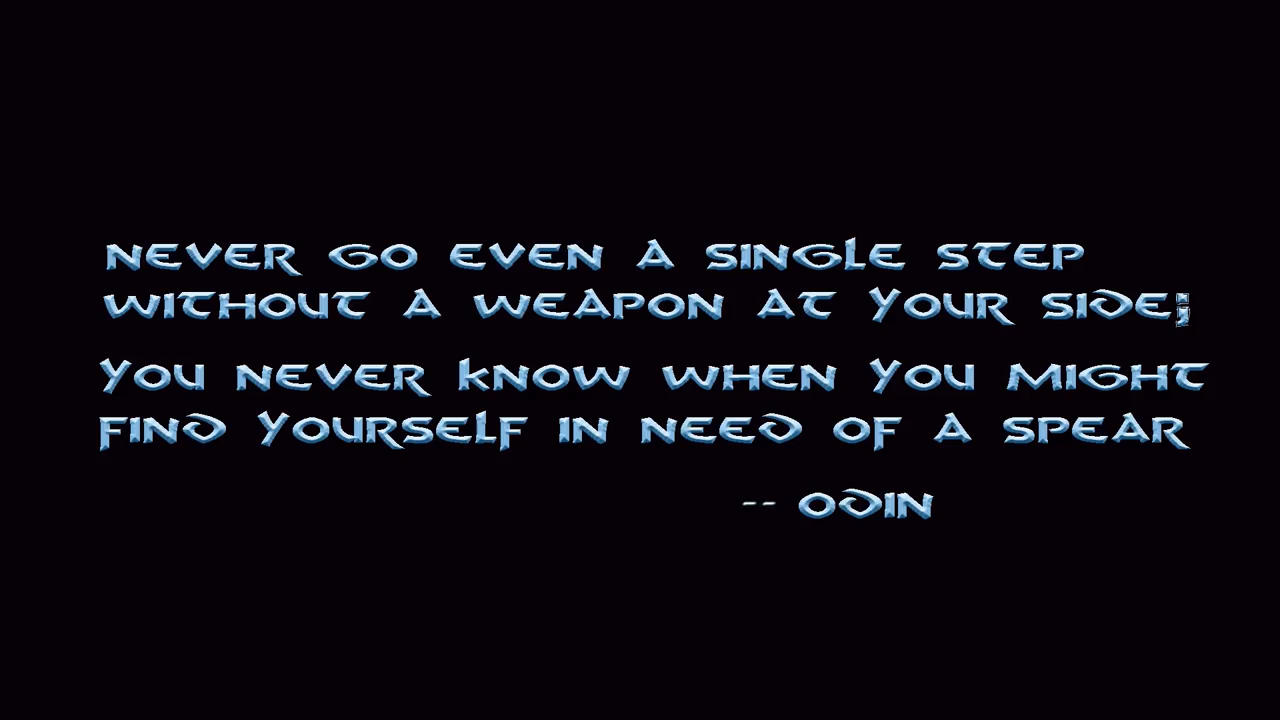 NEVER GO EVEN A SINGLE STEP
WITHOUT A WEAPON AT YOUR SIDE;
YOU NEVER KNOW WHEN YOU MIGHT
FIND YOURSELF IN NEED OF A SPEAR
-- ODIN